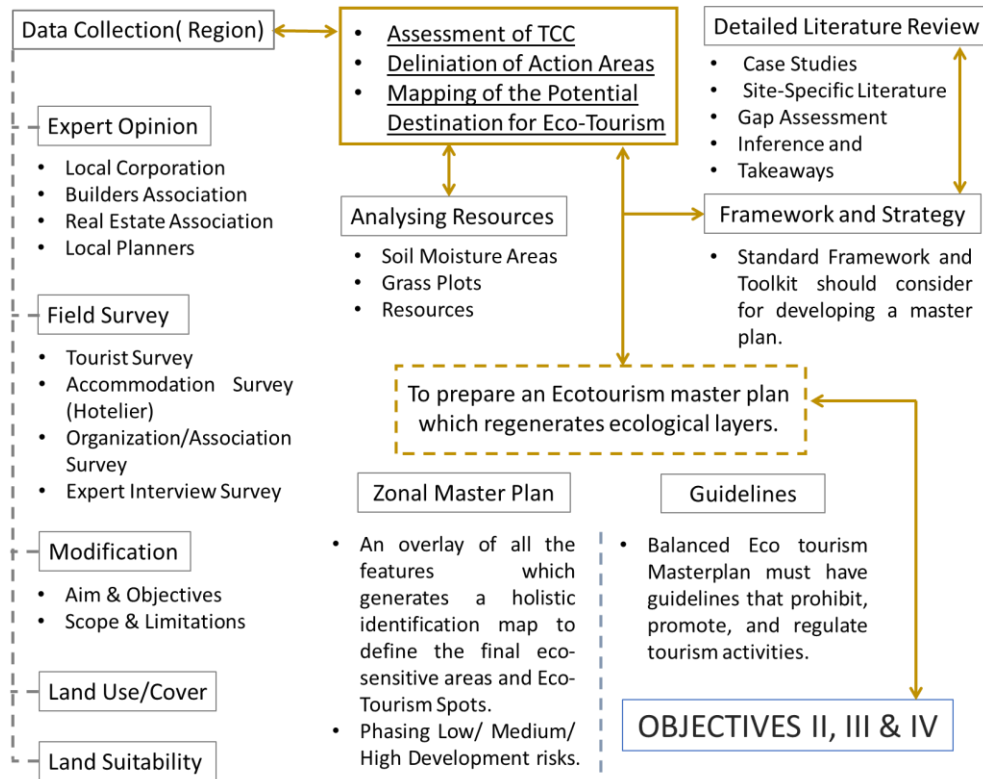 Data Collection( Region)
Expert Opinion
• Local Corporation
• Builders Association
• Real Estate Association
• Local Planners
Field Survey
• Tourist Survey
• Accommodation Survey
(Hotelier)
• Organization/Association
Survey
• Expert Interview Survey
Modification
• Aim & Objectives
• Scope & Limitations
Land Use/Cover
Land Suitability
• Assessment of TCC
• Deliniation of Action Areas
• Mapping of the Potential
Destination for Eco-Tourism
Analysing Resources
• Soil Moisture Areas
• Grass Plots
• Resources
Detailed Literature Review
• Case Studies
• Site-Specific Literature
• Gap Assessment
• Inference and
• Takeaways
Framework and Strategy
• Standard Framework and
Toolkit should consider
for developing a master
plan.
To prepare an Ecotourism master plan
which regenerates ecological layers.
Zonal Master Plan
• An overlay of all the
features which
generates a holistic
identification map to
define the final eco-
sensitive areas and Eco-
Tourism Spots.
• Phasing Low/ Medium/
High Development risks.
Guidelines
• Balanced Eco tourism
Masterplan must have
guidelines that prohibit,
promote, and regulate
tourism activities.
OBJECTIVES II, III & IV